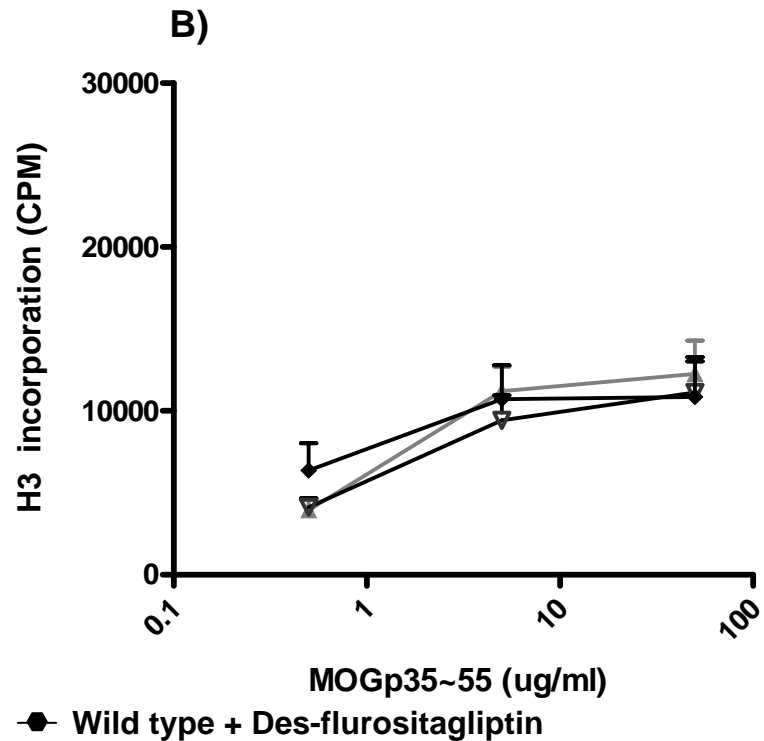 B)
30000
20000
10000
0
H3 incorporation (CPM)
0.1
1
10
100
MOGp35~55 (ug/ml)
Wild type + Des-flurositagliptin